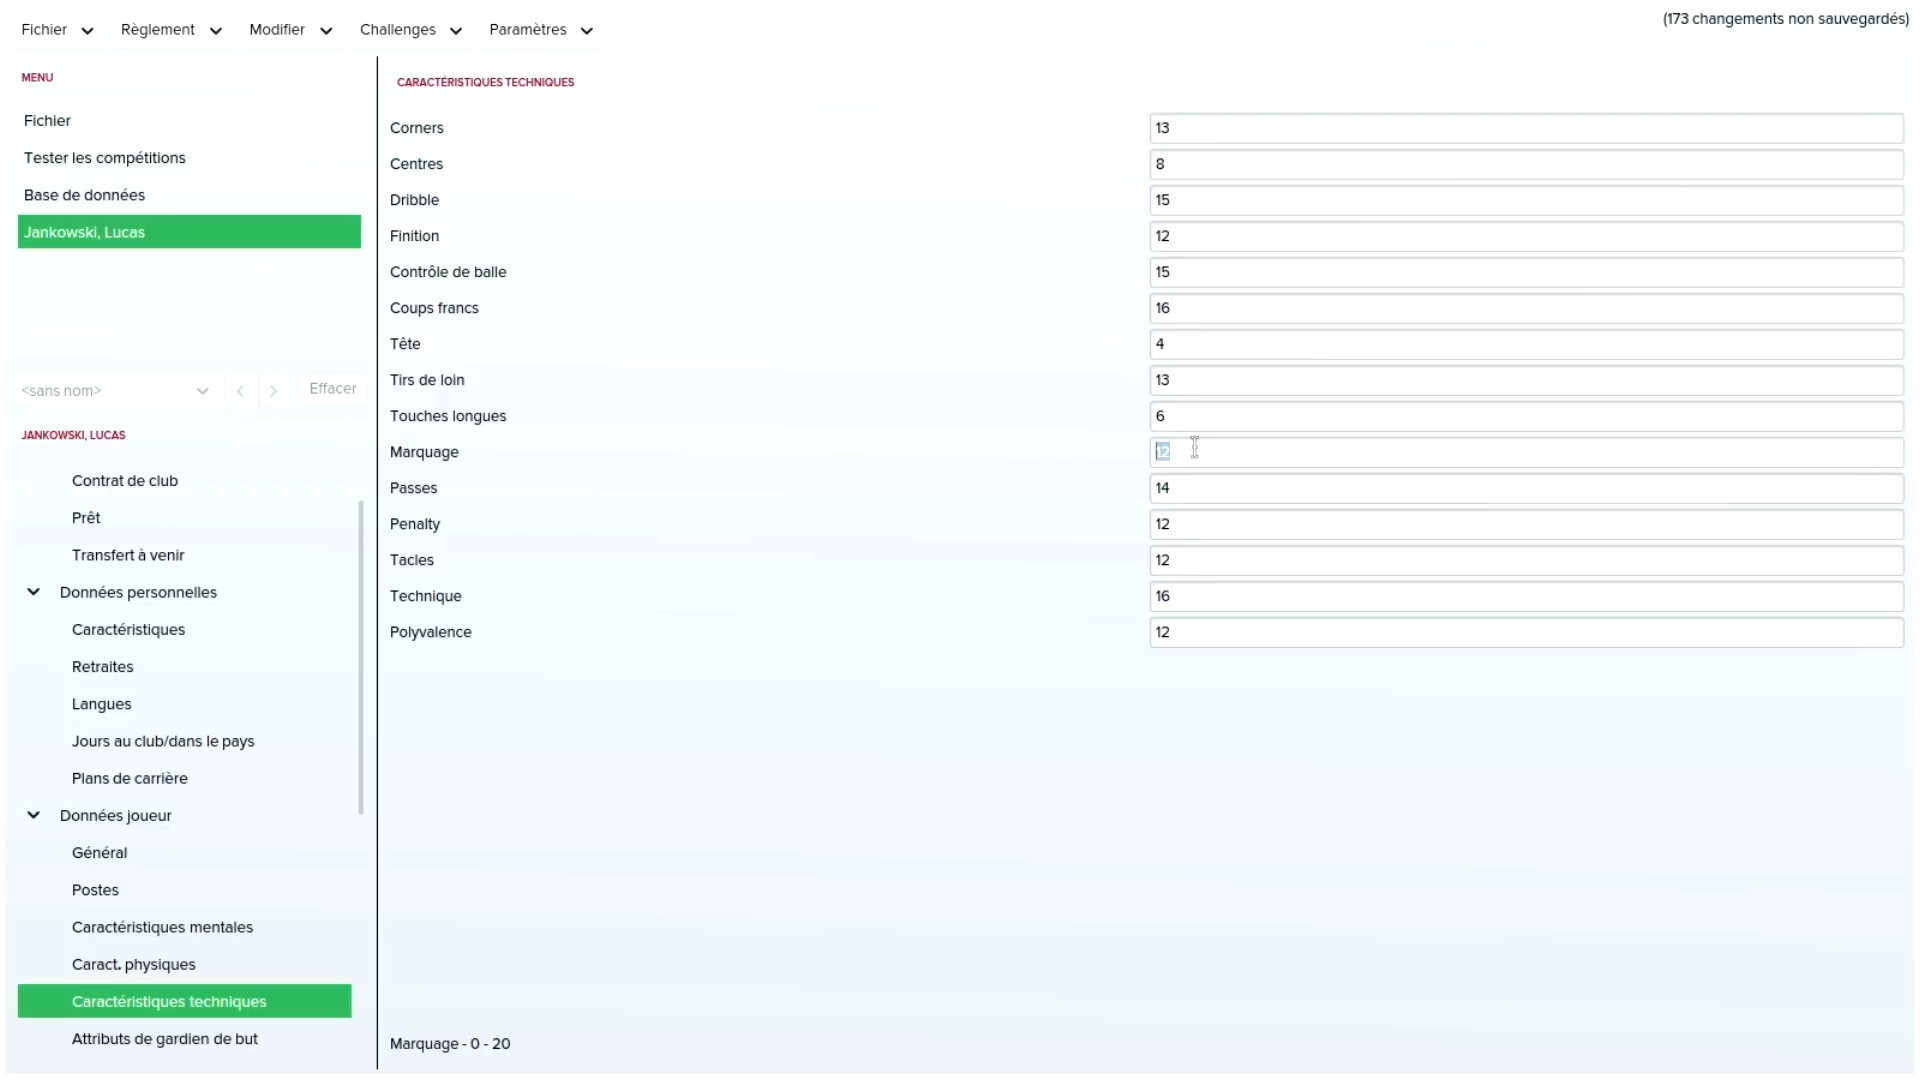 Fichier Règlement Modifier Challenges Paramètres (173 changements non sauvegardés)
MENU
Fichier
Tester les compétitions
Base de données
Jankowski, Lucas
<sans nom> Effacer
JANKOWSKI, LUCAS
Contrat de club
Prêt
Transfert à venir
Données personnelles
Caractéristiques
Retraites
Langues
Jours au club/dans le pays
Plans de carrière
Données joueur
Général
Postes
Caractéristiques mentales
Caract. physiques
Caractéristiques techniques
Attributs de gardien de but
CARACTÉRISTIQUES TECHNIQUES
Corners 13
Centres 8
Dribble 15
Finition 12
Contrôle de balle 15
Coups francs 16
Tête 4
Tirs de loin 13
Touches longues 6
Marquage 12
Passes 14
Penalty 12
Tacles 12
Technique 16
Polyvalence 12
Marquage - 0 - 20